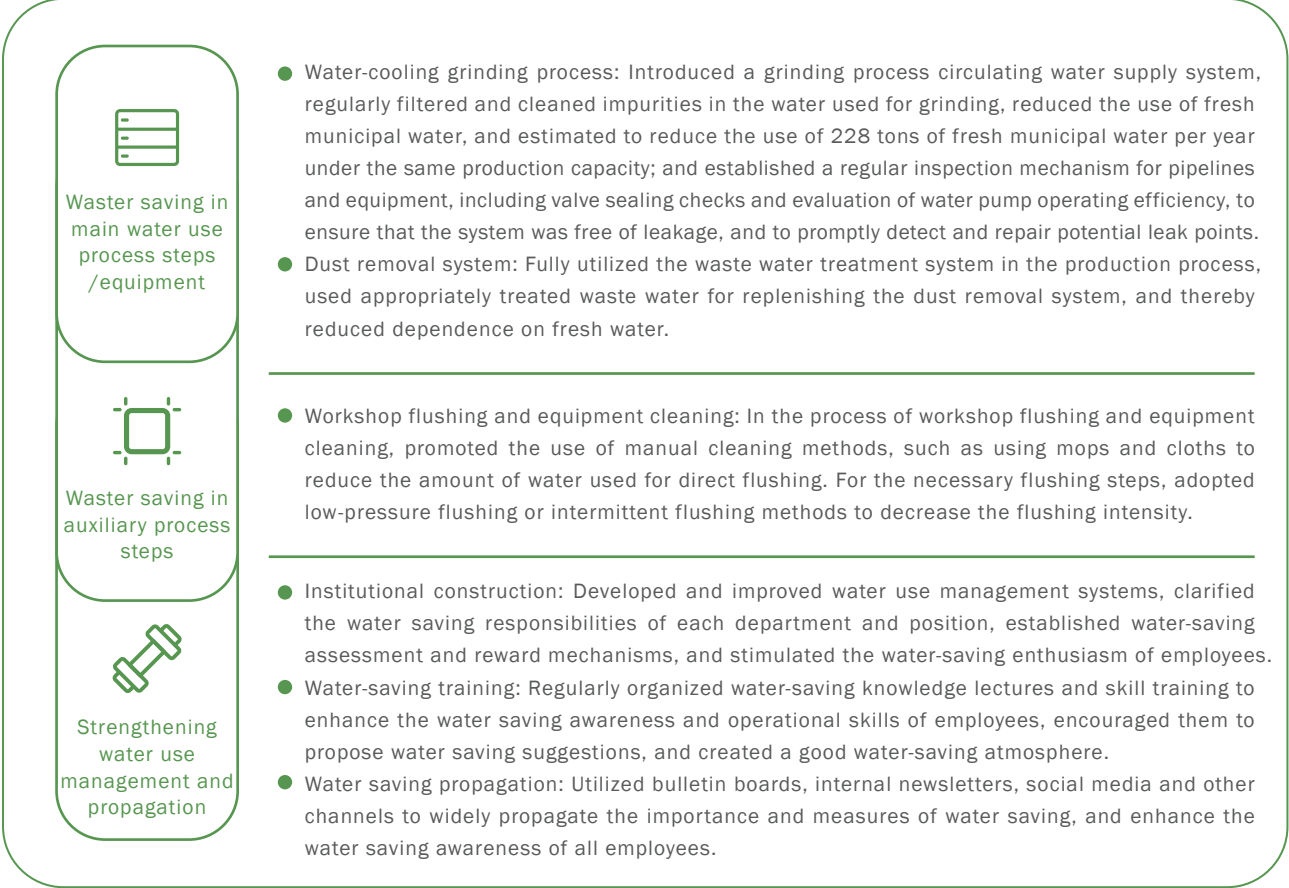 Waster saving in
main water use
process steps
/equipment
● Water-cooling grinding process: Introduced a grinding process circulating water supply system,
regularly filtered and cleaned impurities in the water used for grinding, reduced the use of fresh
municipal water, and estimated to reduce the use of 228 tons of fresh municipal water per year
under the same production capacity; and established a regular inspection mechanism for pipelines
and equipment, including valve sealing checks and evaluation of water pump operating efficiency, to
ensure that the system was free of leakage, and to promptly detect and repair potential leak points.
● Dust removal system: Fully utilized the waste water treatment system in the production process,
used appropriately treated waste water for replenishing the dust removal system, and thereby
reduced dependence on fresh water.
Waster saving in
auxiliary process
steps
● Workshop flushing and equipment cleaning: In the process of workshop flushing and equipment
cleaning, promoted the use of manual cleaning methods, such as using mops and cloths to
reduce the amount of water used for direct flushing. For the necessary flushing steps, adopted
low-pressure flushing or intermittent flushing methods to decrease the flushing intensity.
Strengthening
water use
management and
propagation
● Institutional construction: Developed and improved water use management systems, clarified
the water saving responsibilities of each department and position, established water-saving
assessment and reward mechanisms, and stimulated the water-saving enthusiasm of employees.
● Water-saving training: Regularly organized water-saving knowledge lectures and skill training to
enhance the water saving awareness and operational skills of employees, encouraged them to
propose water saving suggestions, and created a good water-saving atmosphere.
● Water saving propagation: Utilized bulletin boards, internal newsletters, social media and other
channels to widely propagate the importance and measures of water saving, and enhance the
water saving awareness of all employees.